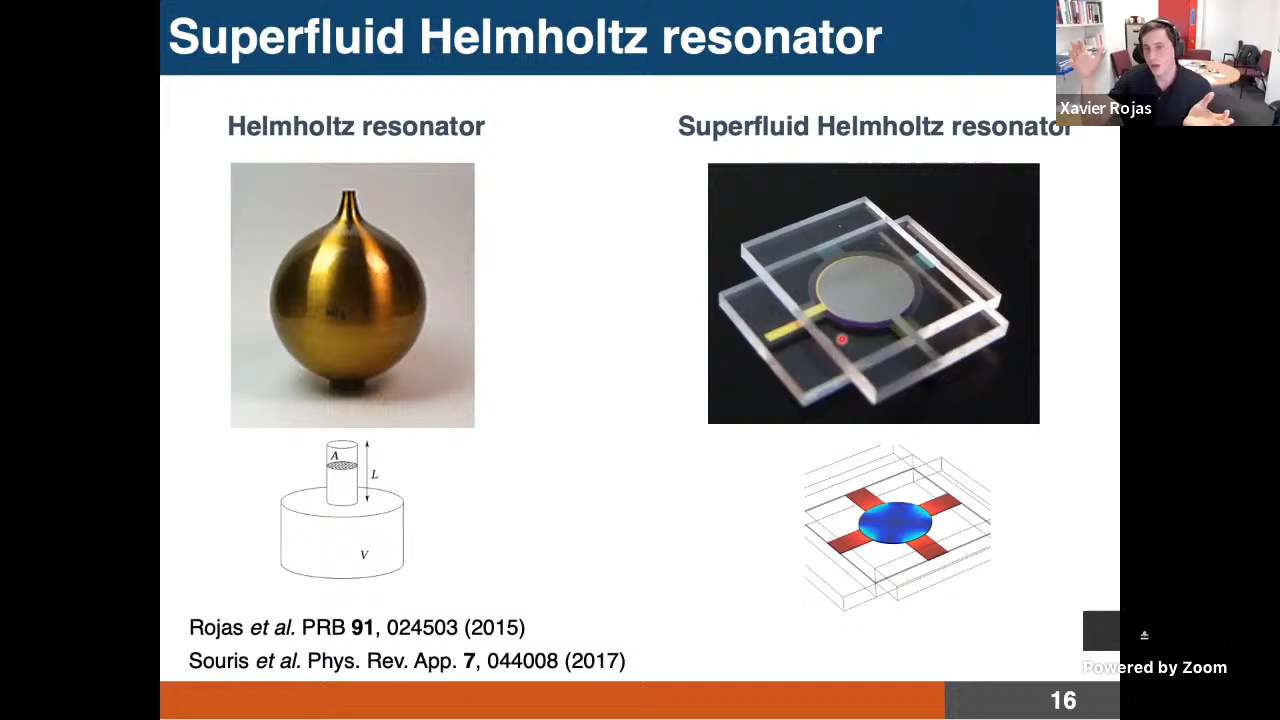 Superfluid Helmholtz resonator
Xavier Rojas
Helmholtz resonator
Superfluid Helmholtz resonator
A
L
V
Rojas et al. PRB 91, 024503 (2015)
Souris et al. Phys. Rev. App. 7, 044008 (2017)
Powered by Zoom
16